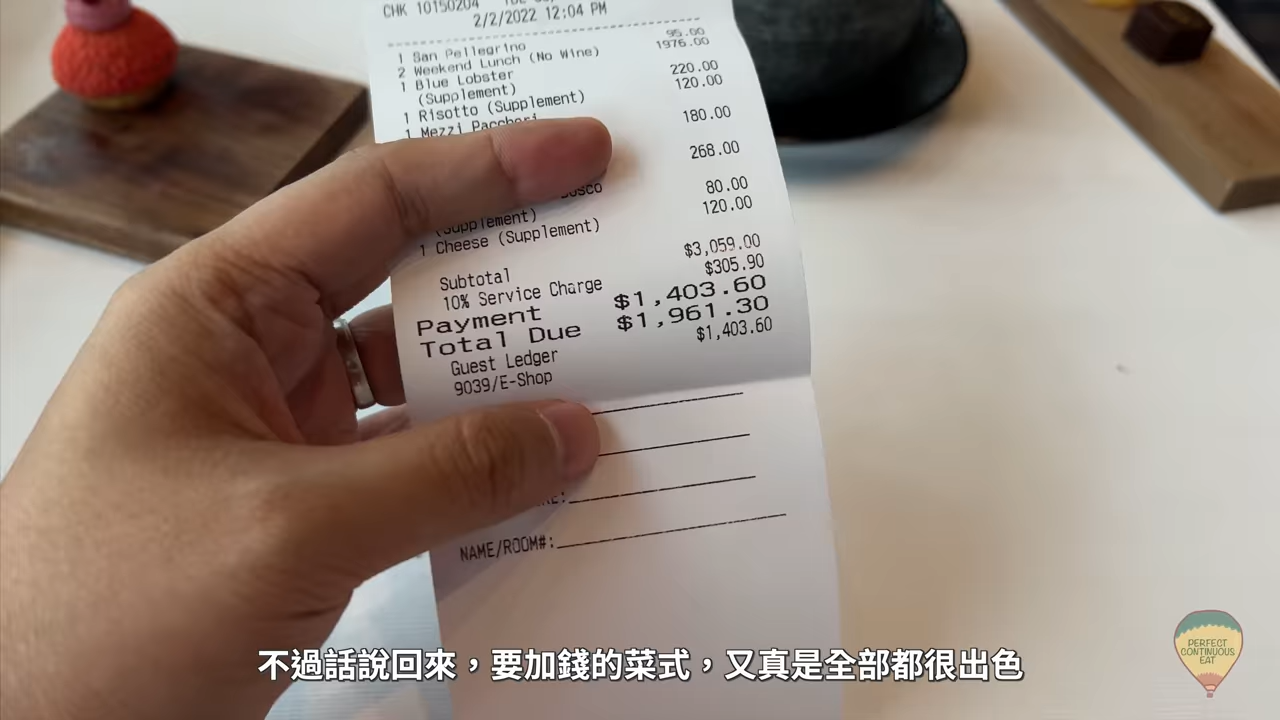 CHK 10150204
2/2/2022 12:04 PM
1 San Pellegrino 95.00
2 Weekend Lunch (No Wine) 1976.00
1 Blue Lobster 220.00
(Supplement) 120.00
1 Risotto (Supplement)
1 Mezzi Paccheri 180.00
268.00
80.00
(Supplement) 120.00
1 Cheese (Supplement)
Subtotal $3,059.00
10% Service Charge $305.90
Payment $1,403.60
Total Due $1,961.30
Guest Ledger $1,403.60
9039/E-Shop
NAME/ROOM#:
不過話說回來，要加錢的菜式，又真是全部都很出色
PERFECT
CONTINUOUS
EAT